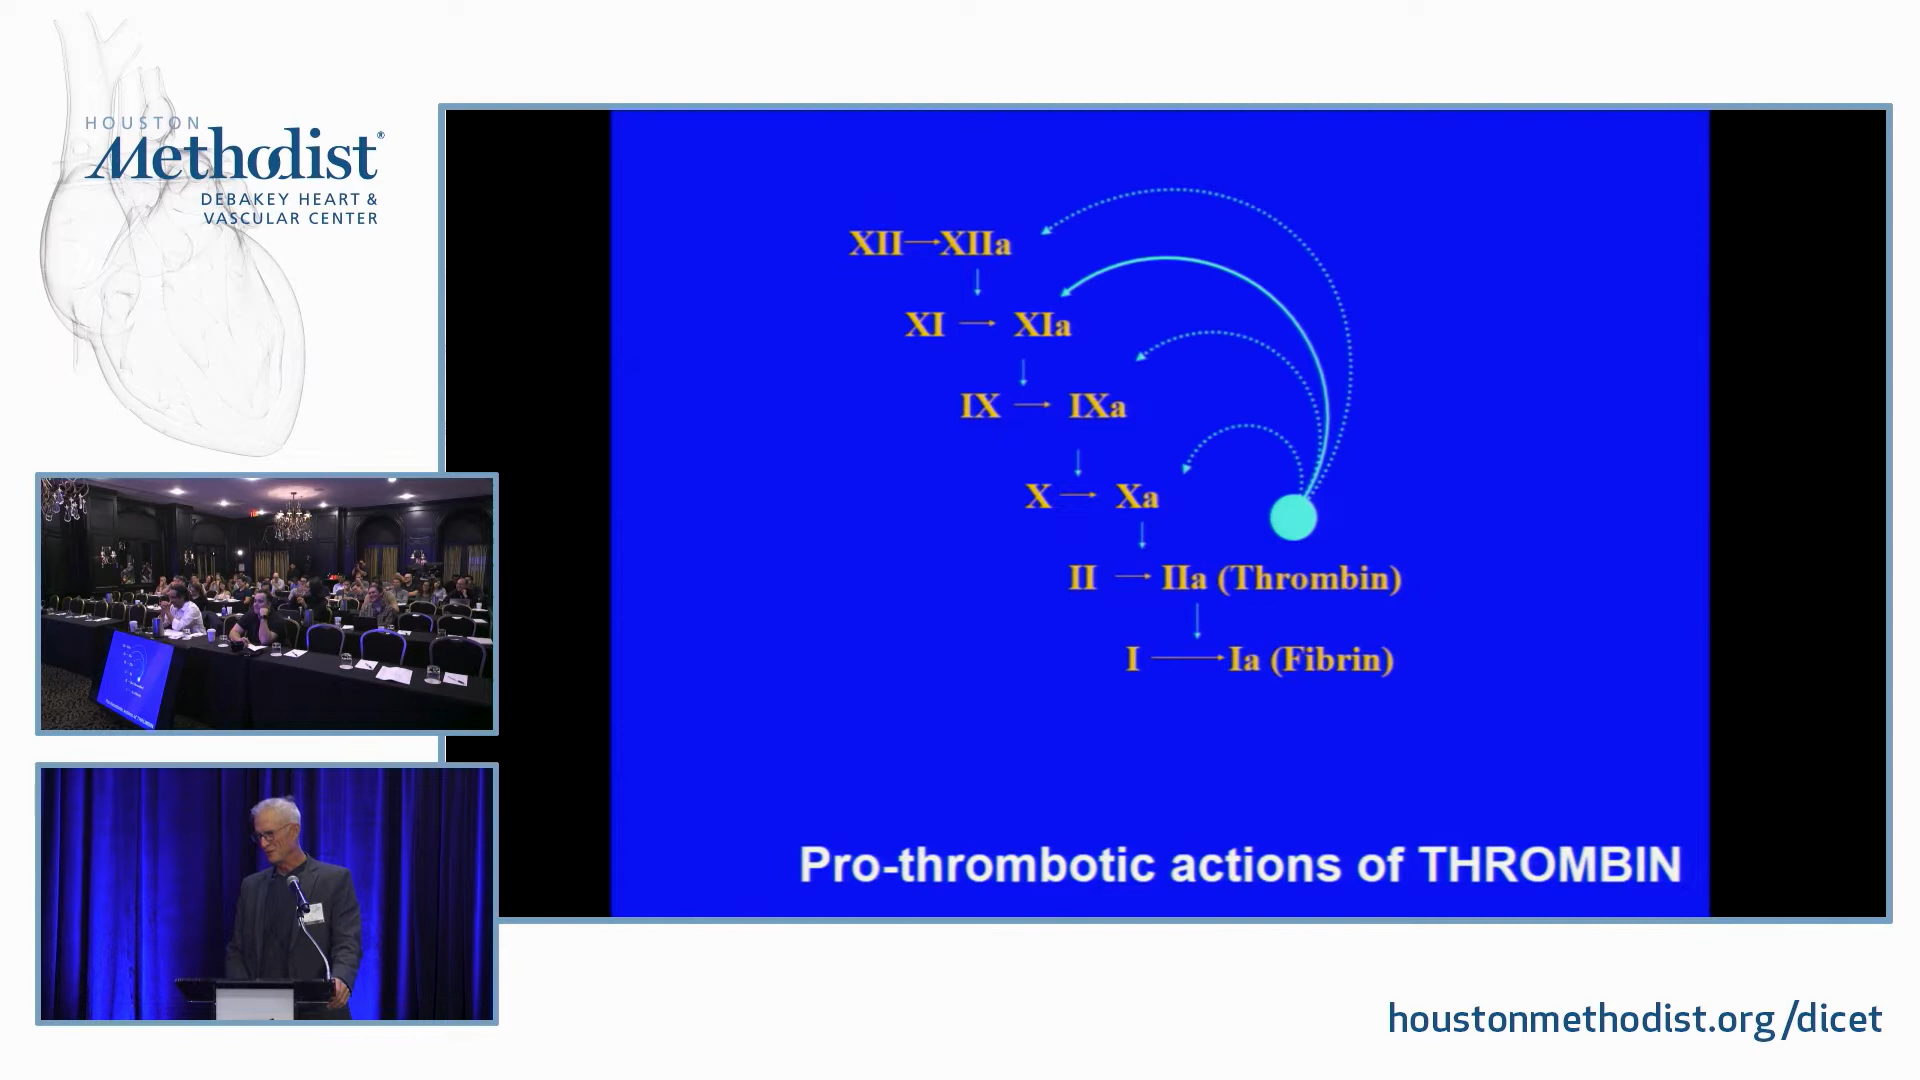 HOUSTON
Methodist®
DEBAKEY HEART &
VASCULAR CENTER
XII→XIIa
↓
XI → XIa
↓
IX → IXa
↓
X → Xa
↓
II → IIa (Thrombin)
↓
I → Ia (Fibrin)
Pro-thrombotic actions of THROMBIN
houstonmethodist.org/dicet